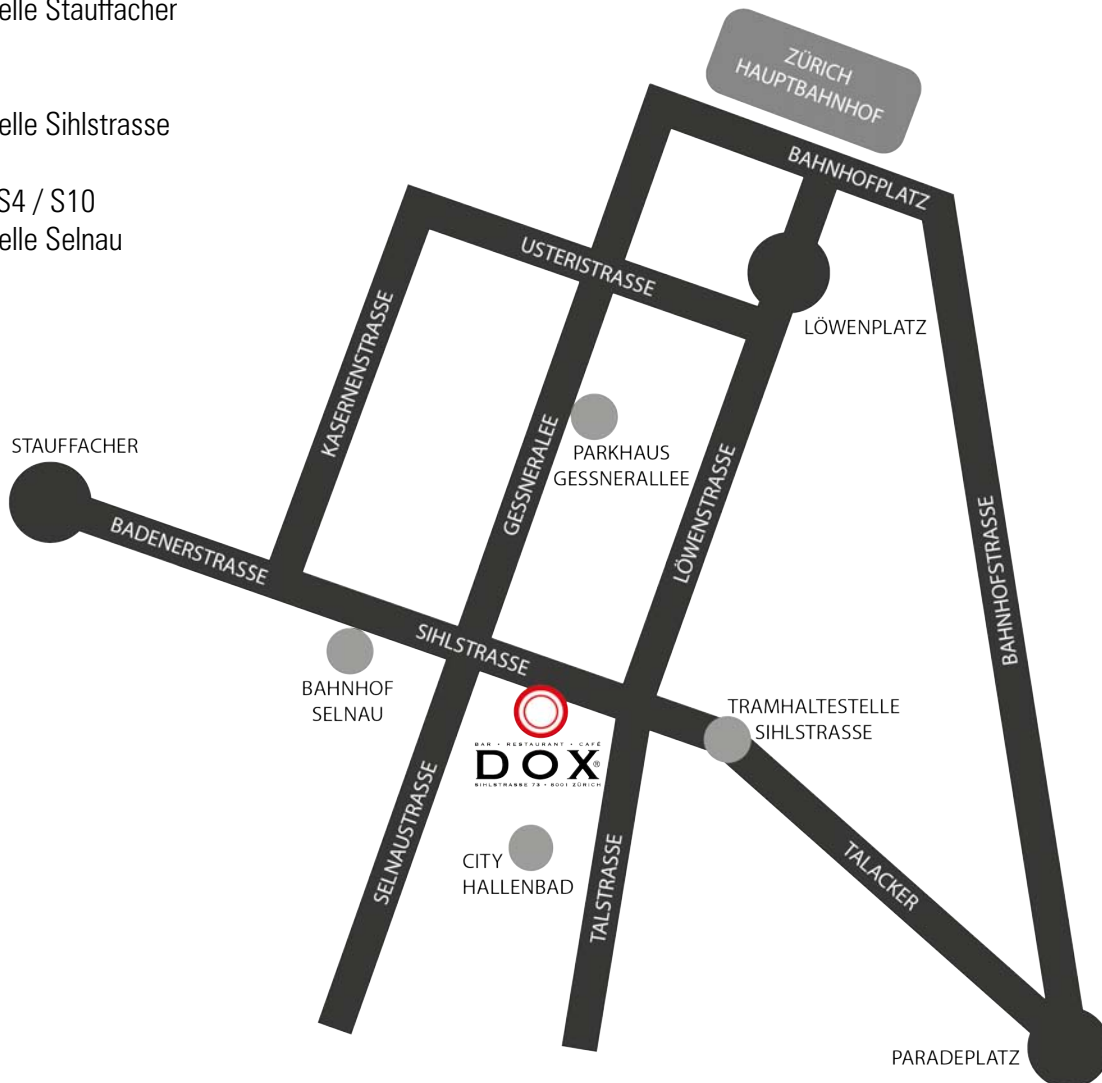 elle Stauffacher
elle Sihlstrasse
S4 / S10
elle Selnau
ZÜRICH
HAUPTBAHNHOF
BAHNHOFPLATZ
USTERISTRASSE
LÖWENPLATZ
KASERNENSTRASSE
GESSNERALEE
PARKHAUS
GESSNERALLEE
LÖWENSTRASSE
BAHNHOFSTRASSE
STAUFFACHER
BADENERSTRASSE
SIHLSTRASSE
BAHNHOF
SELNAU
TRAMHALTESTELLE
SIHLSTRASSE
BAR · RESTAURANT · CAFÉ
DOX®
SIHLSTRASSE 73 · 8001 ZÜRICH
SELNAUSTRASSE
CITY
HALLENBAD
TALSTRASSE
TALACKER
PARADEPLATZ